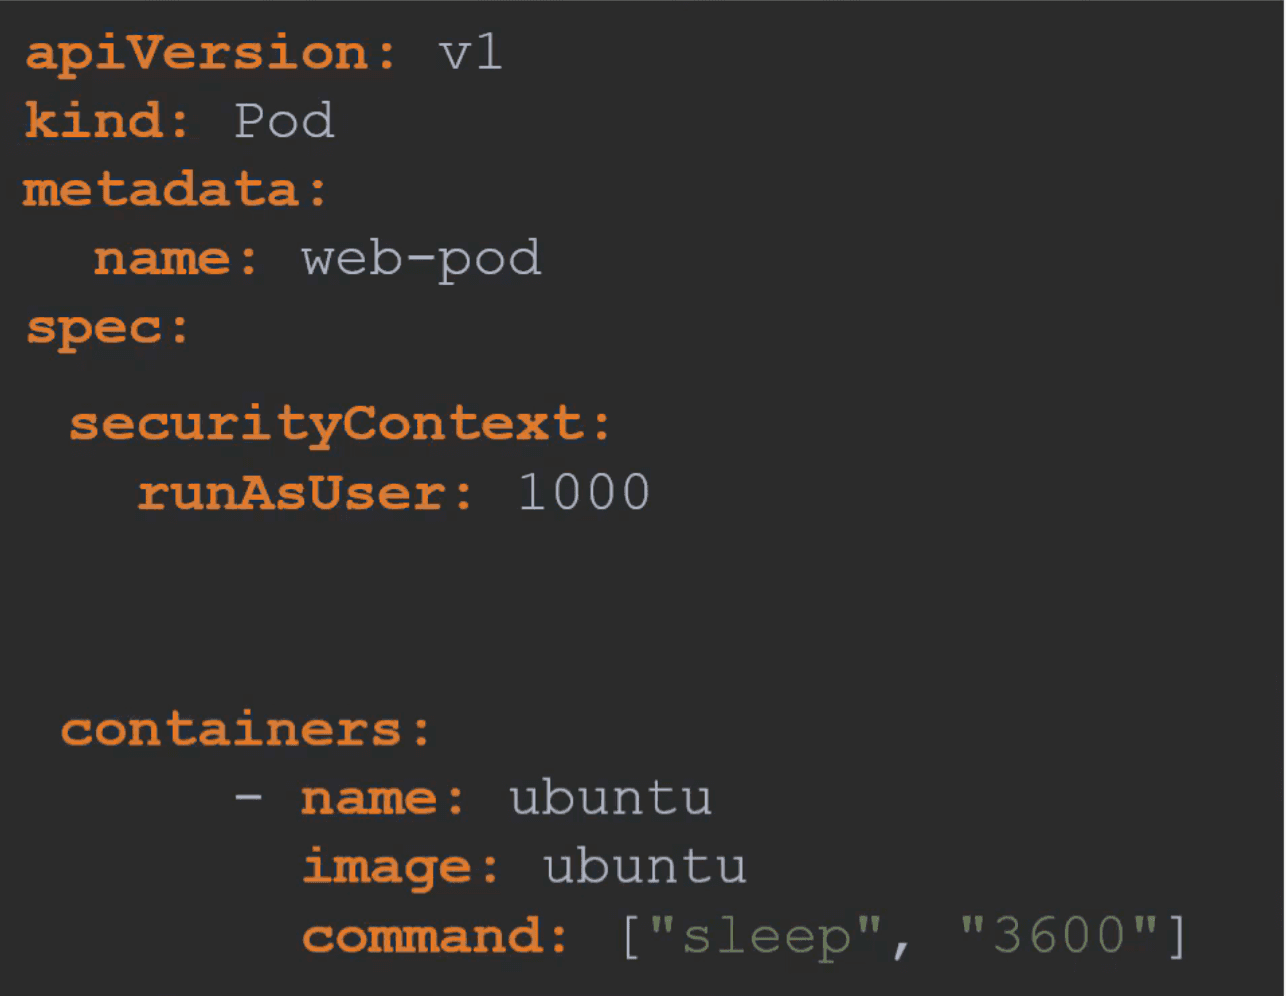 apiVersion: v1
kind: Pod
metadata:
  name: web-pod
spec:
  securityContext:
    runAsUser: 1000
  containers:
       - name: ubuntu
         image: ubuntu
         command: ["sleep", "3600"]